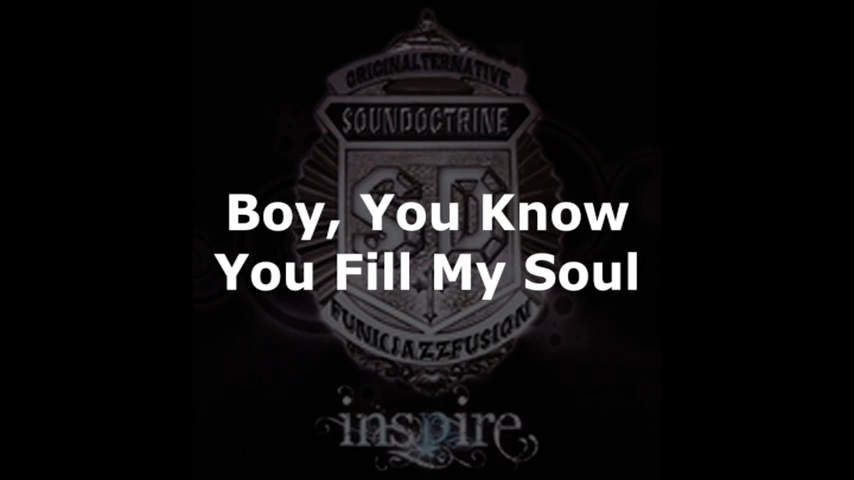 ORIGINALTERNATIVE
SOUNDOCTRINE
SD
Boy, You Know
You Fill My Soul
FUNKJAZZFUSION
inspire